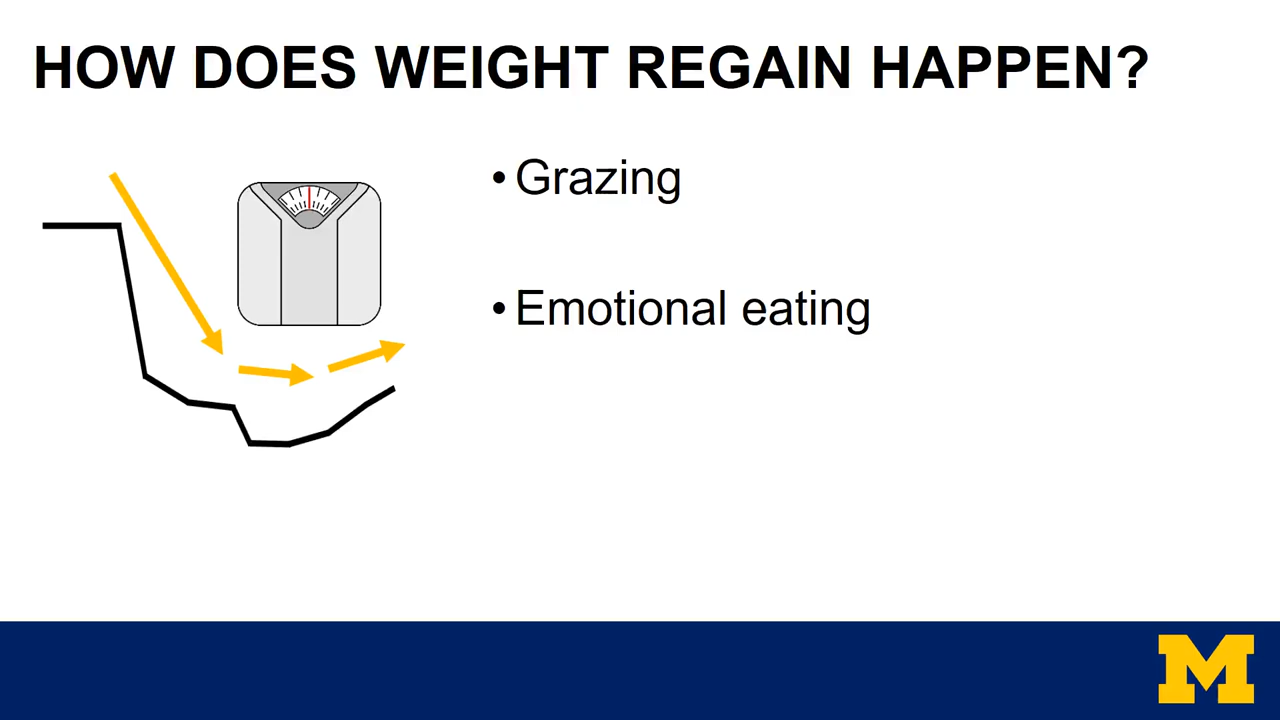 HOW DOES WEIGHT REGAIN HAPPEN?
• Grazing
• Emotional eating
M